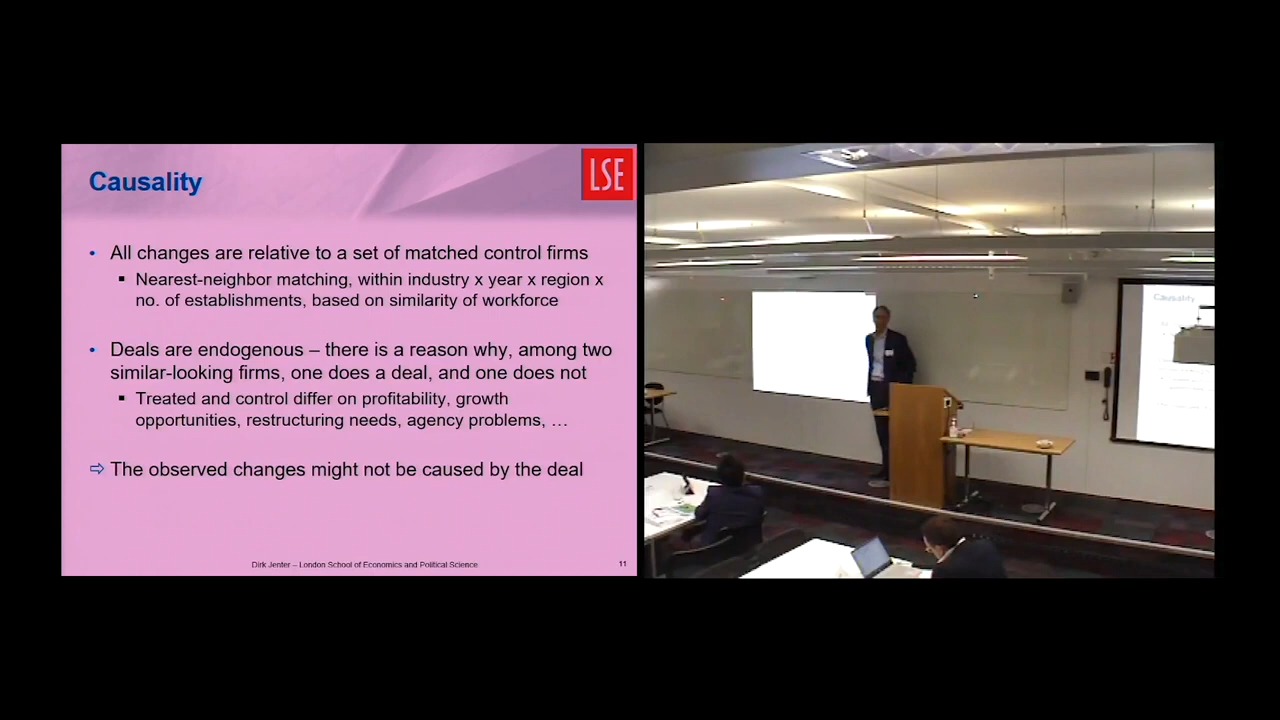 Causality
LSE
• All changes are relative to a set of matched control firms
▪ Nearest-neighbor matching, within industry x year x region x
no. of establishments, based on similarity of workforce
• Deals are endogenous – there is a reason why, among two
similar-looking firms, one does a deal, and one does not
▪ Treated and control differ on profitability, growth
opportunities, restructuring needs, agency problems, …
⇨ The observed changes might not be caused by the deal
Dirk Jenter – London School of Economics and Political Science
11
Causality